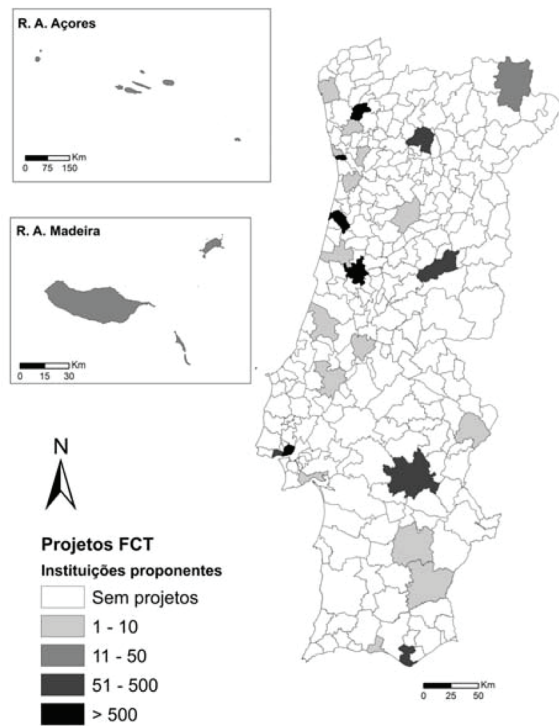 R. A. Açores
Km
0 75 150
R. A. Madeira
Km
0 15 30
N
Projetos FCT
Instituições proponentes
Sem projetos
1 - 10
11 - 50
51 - 500
> 500
Km
0 25 50